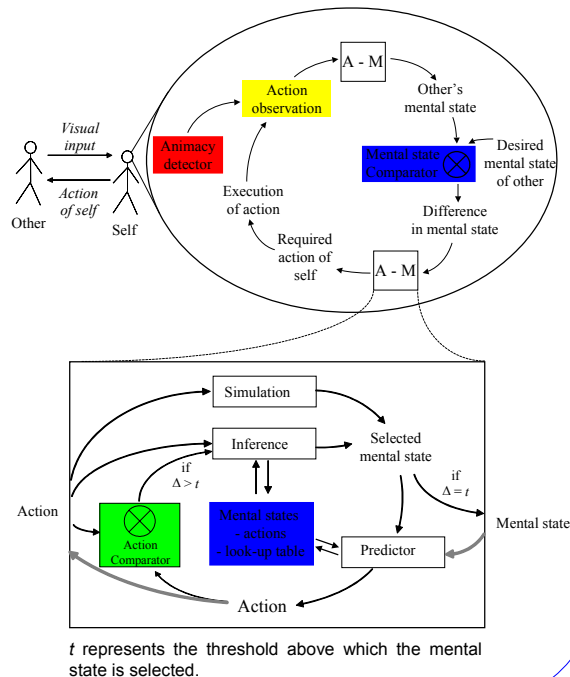 A - M
Action
observation
Other's
mental state
Visual
input
Animacy
detector
Mental state
Comparator
Desired
mental state
of other
Action
of self
Other
Self
Execution
of action
Difference
in mental state
Required
action of
self
A - M
Simulation
Inference
Selected
mental state
if
Δ > t
if
Δ = t
Action
Mental states
- actions
- look-up table
Mental state
Action
Comparator
Predictor
Action
t represents the threshold above which the mental
state is selected.